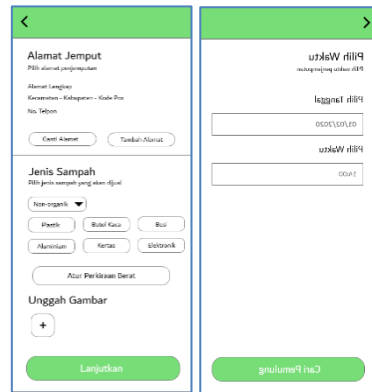 Alamat Jemput
Pilih alamat penjemputan
Alamat Lengkap
Kecamatan - Kabupaten - Kode Pos
No. Telpon
Ganti Alamat
Tambah Alamat
Jenis Sampah
Pilih jenis sampah yang akan dijual
Non-organik
Plastik
Botol Kaca
Besi
Aluminium
Kertas
Elektronik
Atur Perkiraan Berat
Unggah Gambar
+
Lanjutkan
Pilih Waktu
Pilih waktu penjemputan
Pilih Tanggal
03/02/2020
Pilih Waktu
14:00
Cari Pemulung